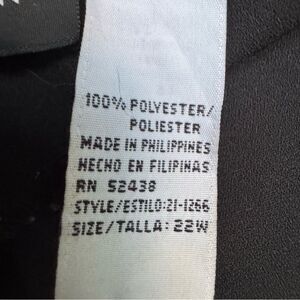 100% POLYESTER/
POLIESTER
MADE IN PHILIPPINES
HECHO EN FILIPINAS
RN 52438
STYLE/ESTILO:21-1266
SIZE/TALLA: 22W